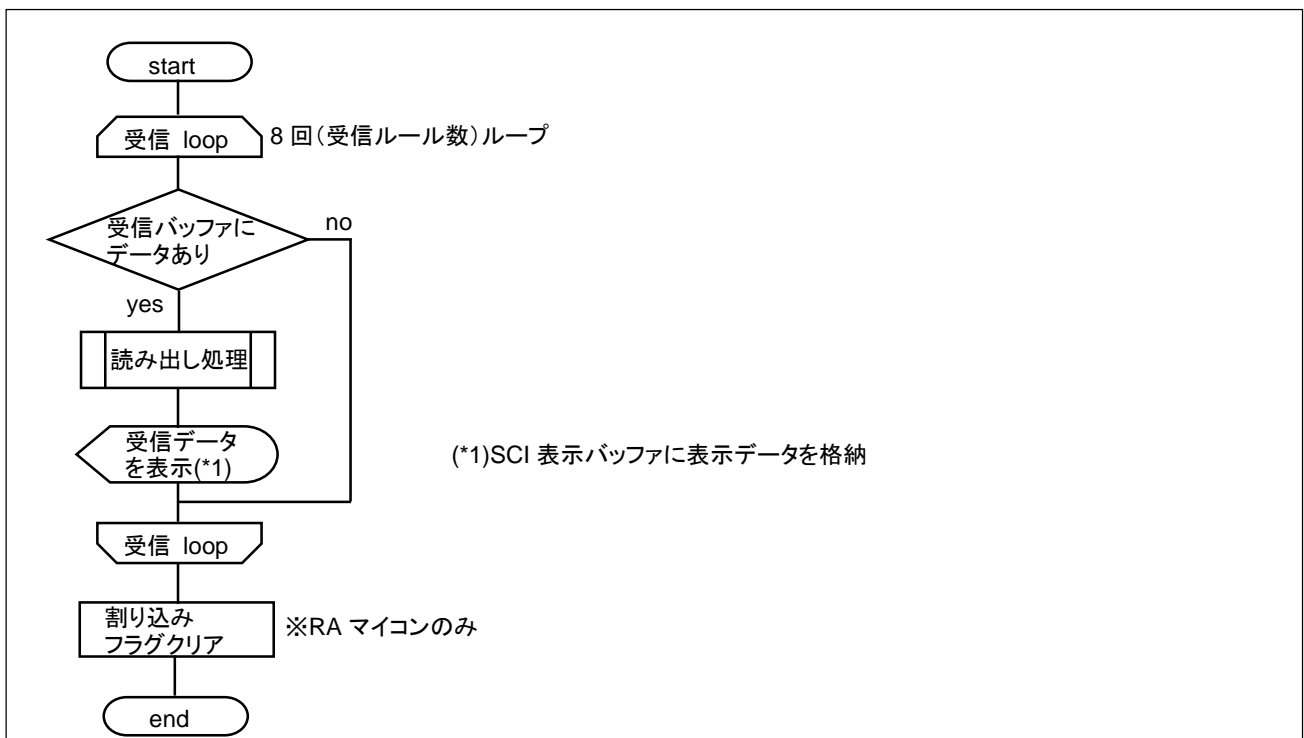 start
受信 loop
8 回（受信ルール数）ループ
受信バッファに
データあり
no
yes
読み出し処理
受信データ
を表示(*1)
(*1)SCI 表示バッファに表示データを格納
受信 loop
割り込み
フラグクリア
※RA マイコンのみ
end